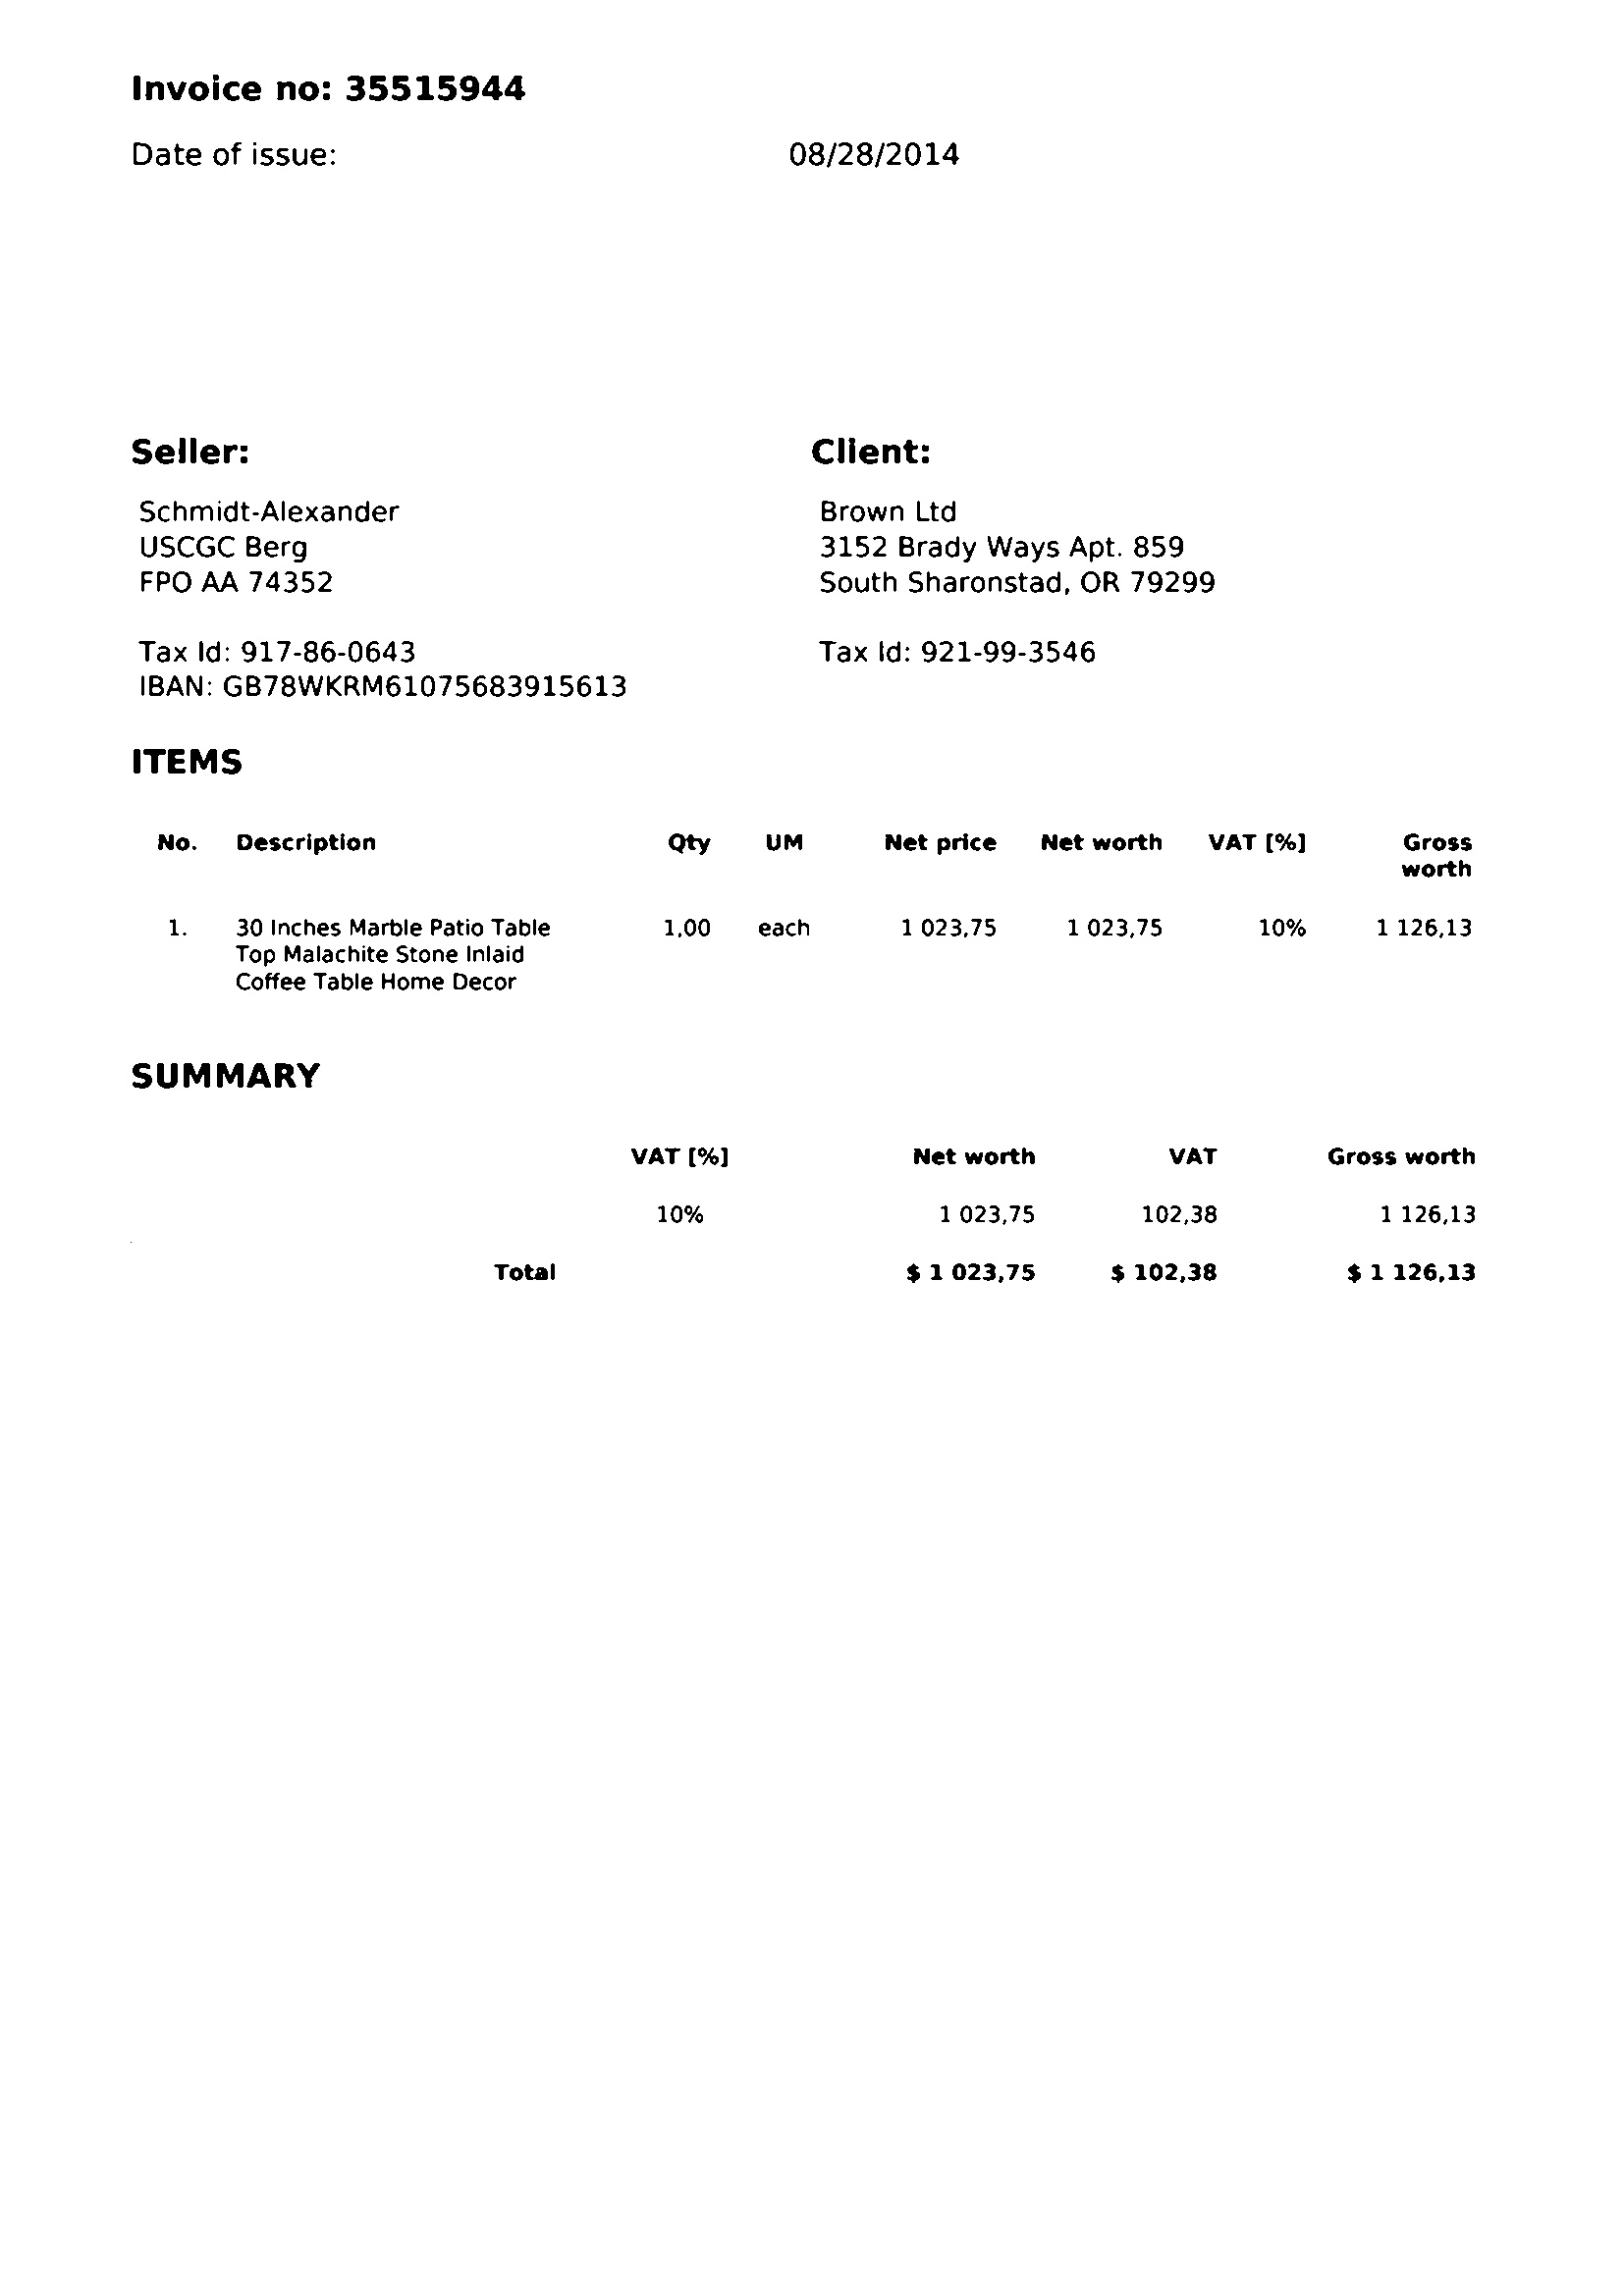 Invoice no: 35515944
Date of issue: 08/28/2014
Seller:
Schmidt-Alexander
USCGC Berg
FPO AA 74352
Tax Id: 917-86-0643
IBAN: GB78WKRM61075683915613
Client:
Brown Ltd
3152 Brady Ways Apt. 859
South Sharonstad, OR 79299
Tax Id: 921-99-3546
ITEMS
No. Description Qty UM Net price Net worth VAT [%] Gross
worth
1. 30 Inches Marble Patio Table 1,00 each 1 023,75 1 023,75 10% 1 126,13
Top Malachite Stone Inlaid
Coffee Table Home Decor
SUMMARY
VAT [%] Net worth VAT Gross worth
10% 1 023,75 102,38 1 126,13
Total $ 1 023,75 $ 102,38 $ 1 126,13